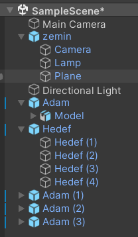 SampleScene*
Main Camera
zemin
Camera
Lamp
Plane
Directional Light
Adam
Model
Hedef
Hedef (1)
Hedef (2)
Hedef (3)
Hedef (4)
Adam (1)
Adam (2)
Adam (3)